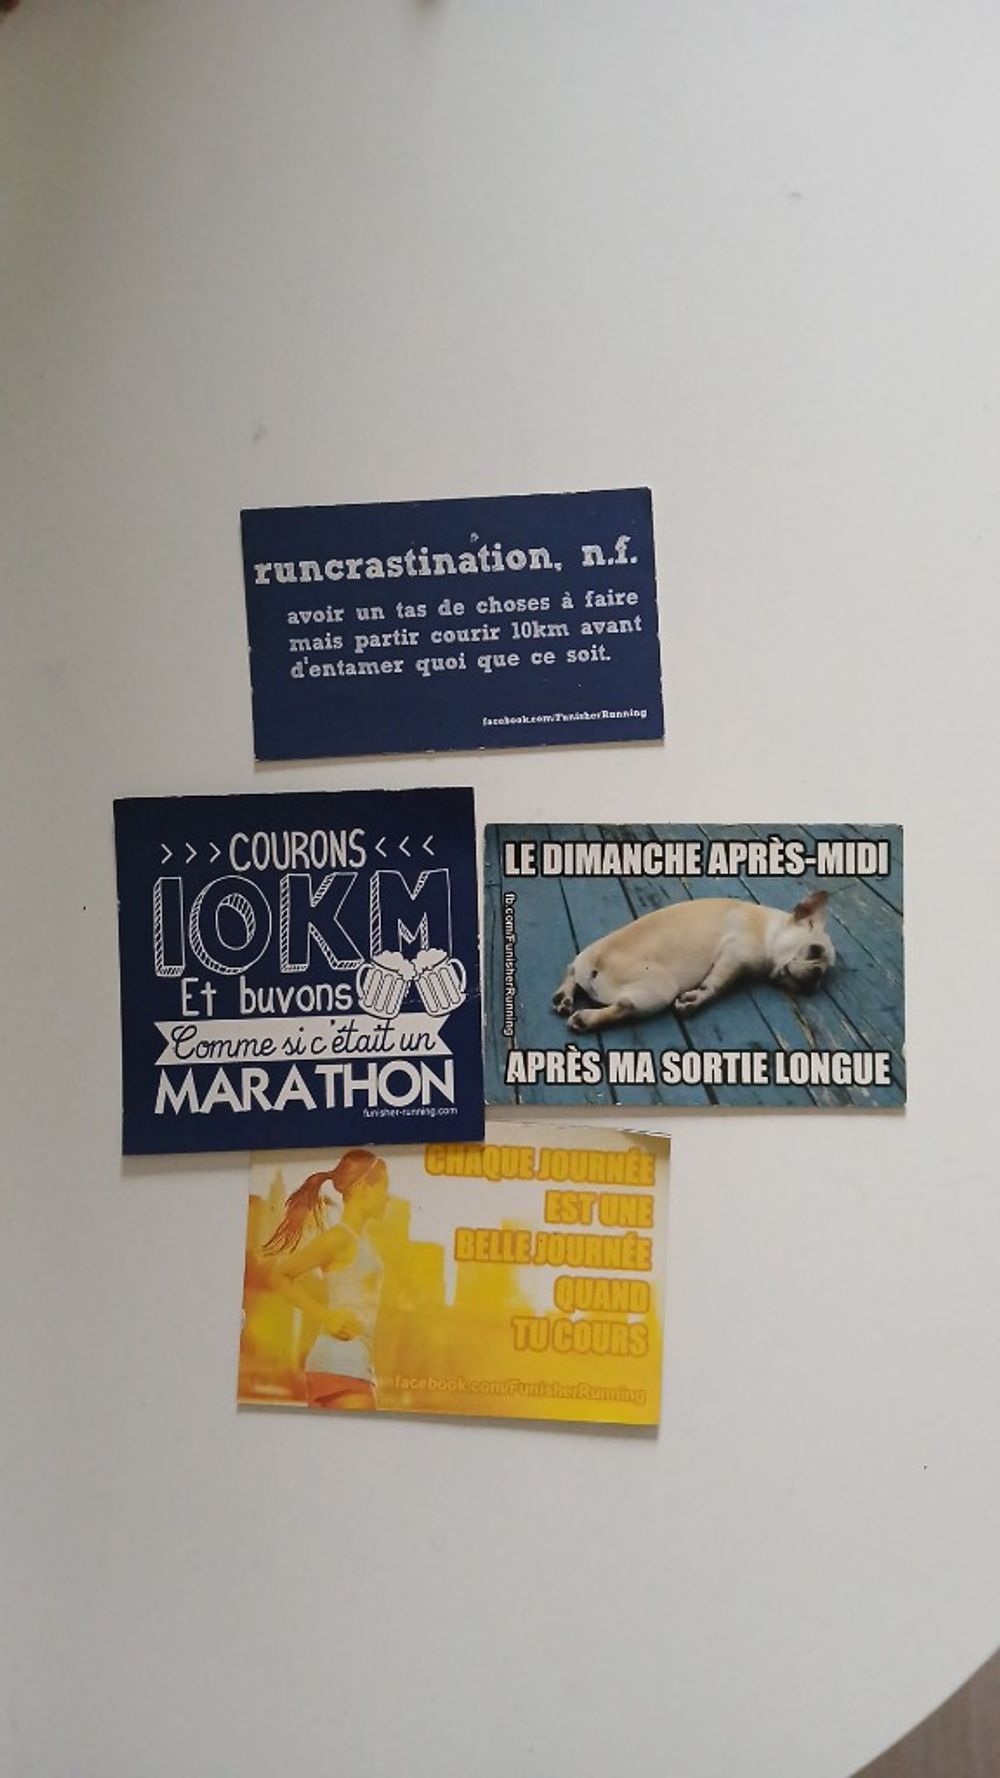 runcrastination, n.f.
avoir un tas de choses à faire
mais partir courir 10km avant
d'entamer quoi que ce soit.
facebook.com/FunisherRunning
>>> COURONS <<<
10KM
Et buvons
Comme si c'était un
MARATHON
funisher-running.com
LE DIMANCHE APRÈS-MIDI
fb.com/FunisherRunning
APRÈS MA SORTIE LONGUE
CHAQUE JOURNÉE
EST UNE
BELLE JOURNÉE
QUAND
TU COURS
facebook.com/FunisherRunning